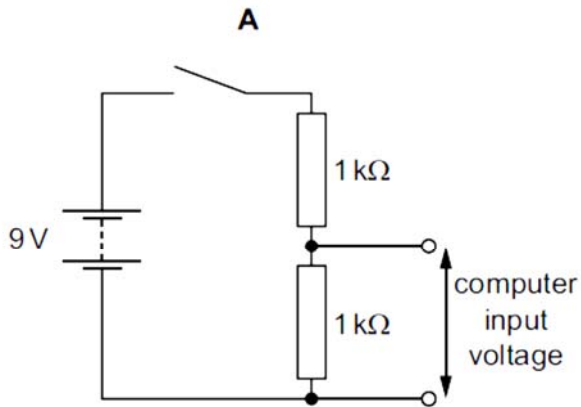 A
1 kΩ
9 V
1 kΩ
computer
input
voltage